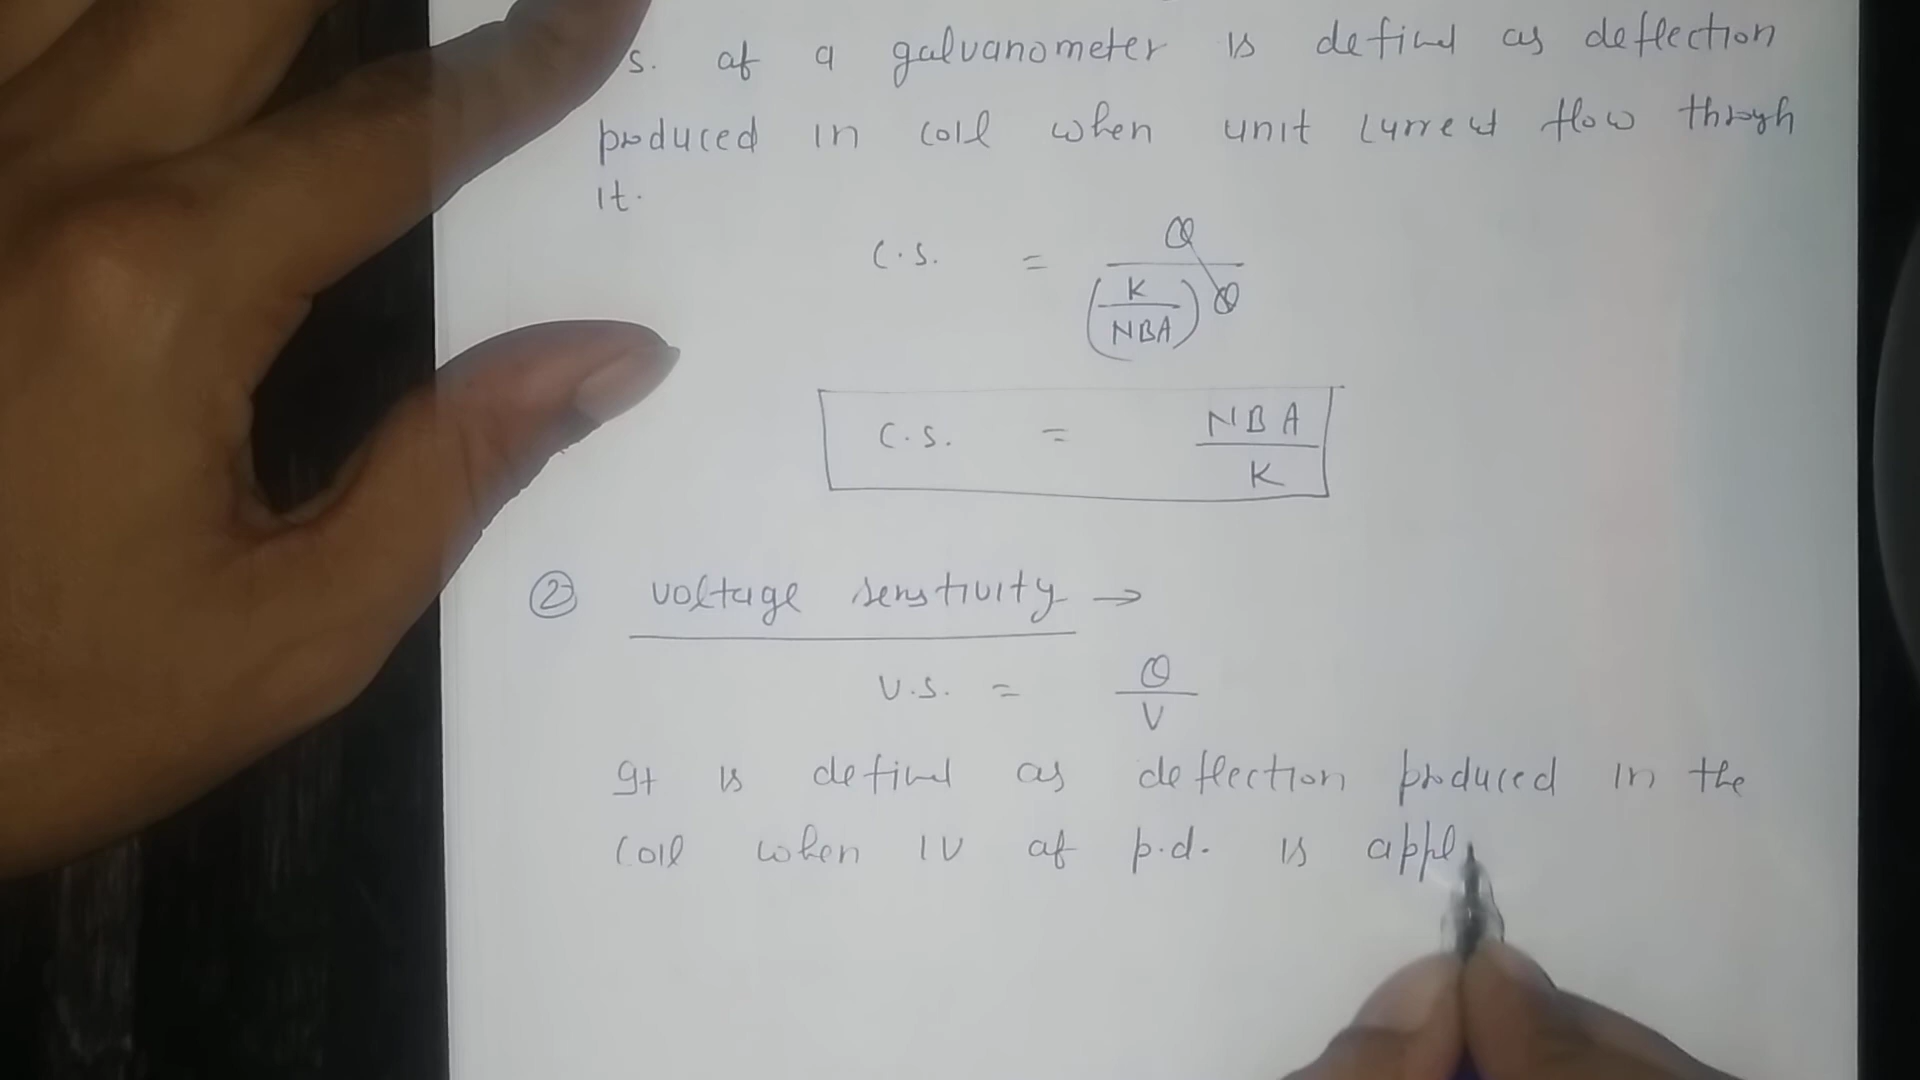 s. of a galvanometer is defined as deflection
produced in coil when unit current flow through
it.
C.S. = θ / (K/NBA) θ
C.S. = NBA / K
② voltage senstivity →
V.S. = θ / V
It is defined as deflection produced in the
coil when 1V of p.d. is appl